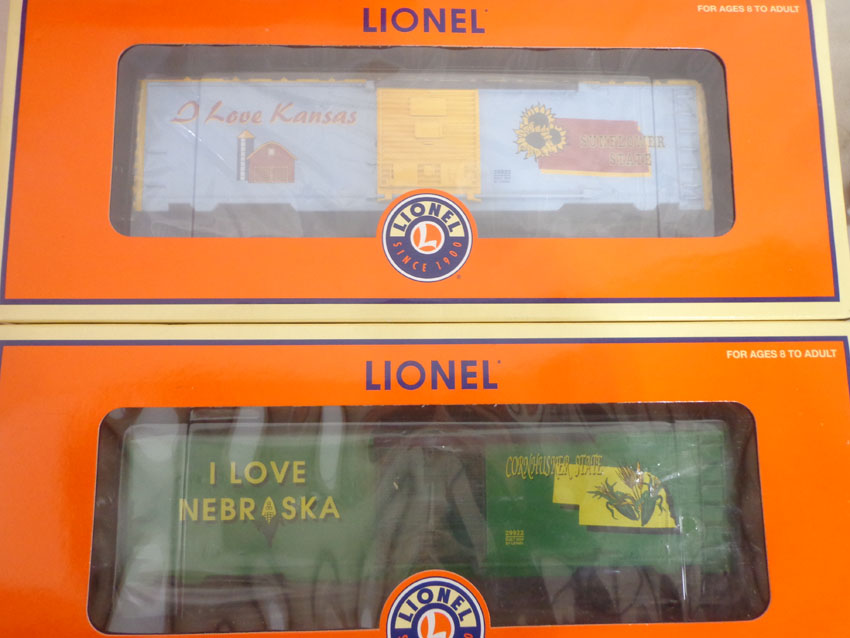 LIONEL
FOR AGES 8 TO ADULT
I Love Kansas
SUNFLOWER
STATE
LIONEL
L
SINCE 1900
LIONEL
FOR AGES 8 TO ADULT
I LOVE
NEBRASKA
CORNHUSKER STATE
29922
LIONEL
L